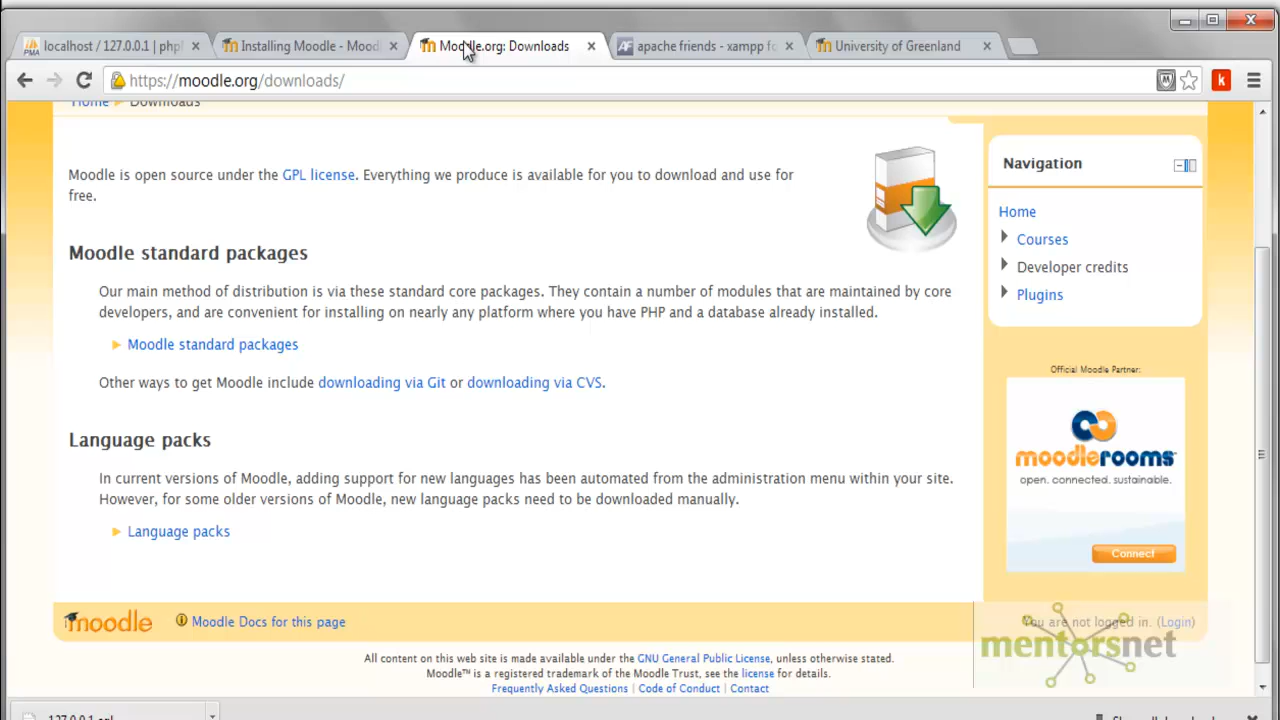 localhost / 127.0.0.1 | php
Installing Moodle - Mood
Moodle.org: Downloads
apache friends - xampp fo
University of Greenland
https://moodle.org/downloads/
Home Downloads
Moodle is open source under the GPL license. Everything we produce is available for you to download and use for
free.
Moodle standard packages
Our main method of distribution is via these standard core packages. They contain a number of modules that are maintained by core
developers, and are convenient for installing on nearly any platform where you have PHP and a database already installed.
Moodle standard packages
Other ways to get Moodle include downloading via Git or downloading via CVS.
Language packs
In current versions of Moodle, adding support for new languages has been automated from the administration menu within your site.
However, for some older versions of Moodle, new language packs need to be downloaded manually.
Language packs
Navigation
Home
Courses
Developer credits
Plugins
Official Moodle Partner:
moodlerooms
open. connected. sustainable.
Connect
moodle
Moodle Docs for this page
You are not logged in. (Login)
mentorsnet
All content on this web site is made available under the GNU General Public License, unless otherwise stated.
Moodle™ is a registered trademark of the Moodle Trust, see the license for details.
Frequently Asked Questions | Code of Conduct | Contact